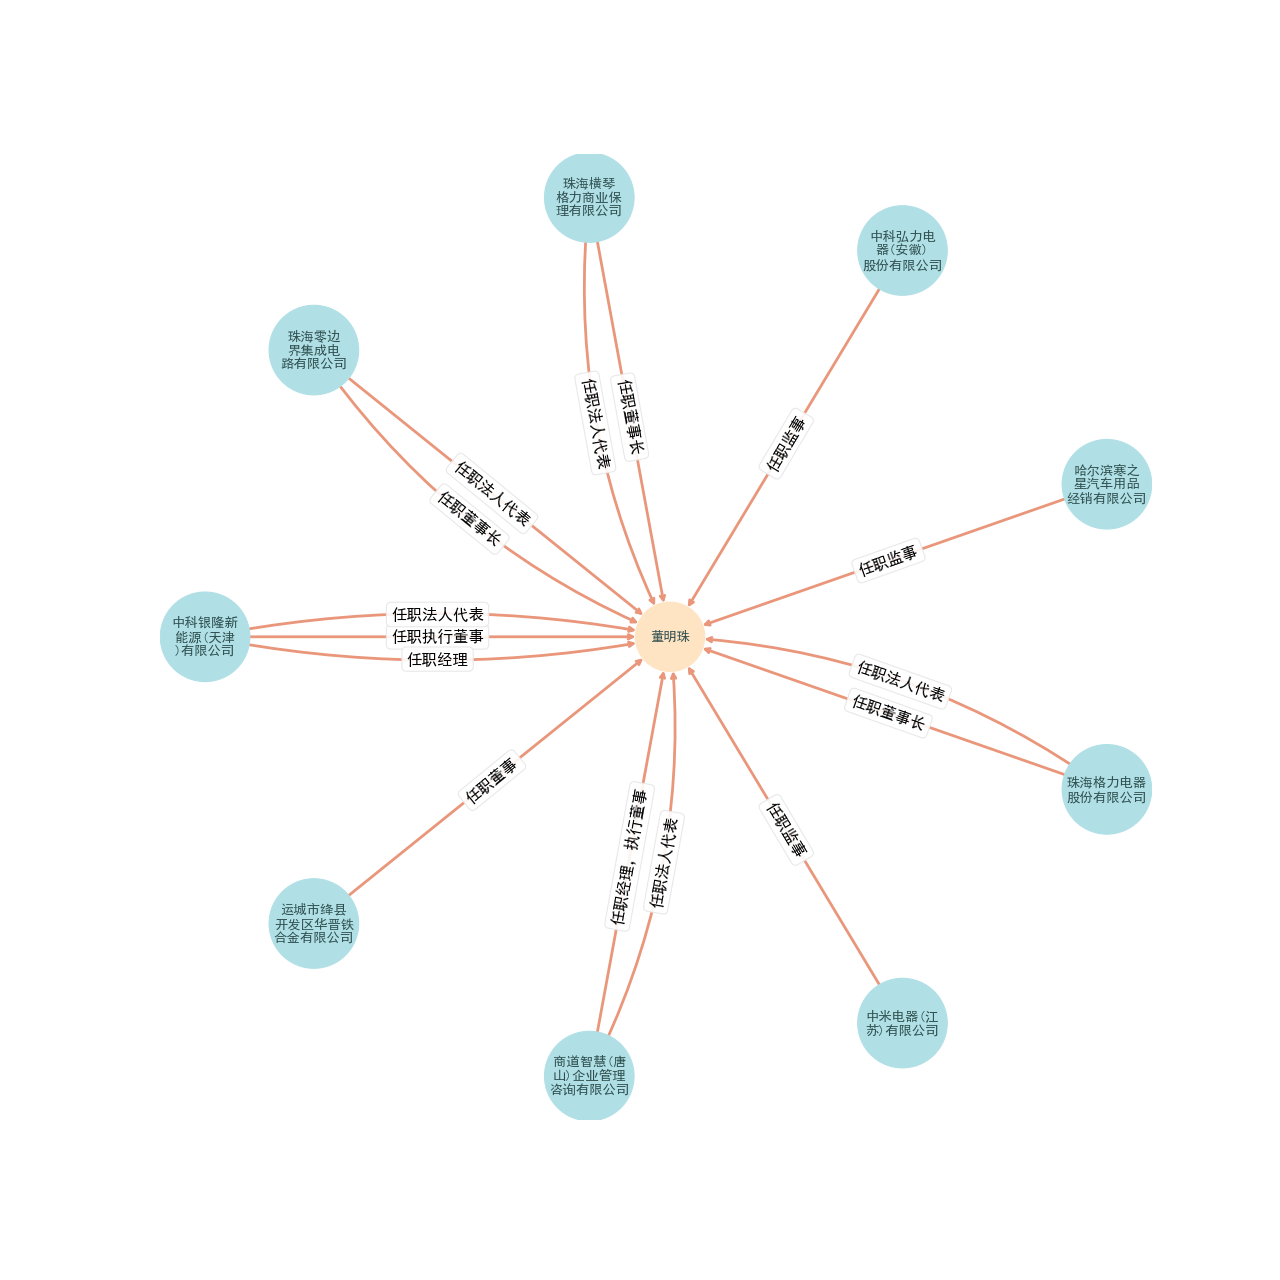 珠海横琴
格力商业保
理有限公司
中科弘力电
器(安徽)
股份有限公司
珠海零边
界集成电
路有限公司
任职法人代表
任职董事长
任职监事
哈尔滨寒之
星汽车用品
经销有限公司
任职法人代表
任职董事长
任职监事
中科银隆新
能源(天津
)有限公司
任职法人代表
任职执行董事
任职经理
董明珠
任职法人代表
任职董事长
珠海格力电器
股份有限公司
任职董事
任职经理，执行董事
任职法人代表
任职监事
运城市绛县
开发区华晋铁
合金有限公司
中米电器(江
苏)有限公司
商道智慧(唐
山)企业管理
咨询有限公司